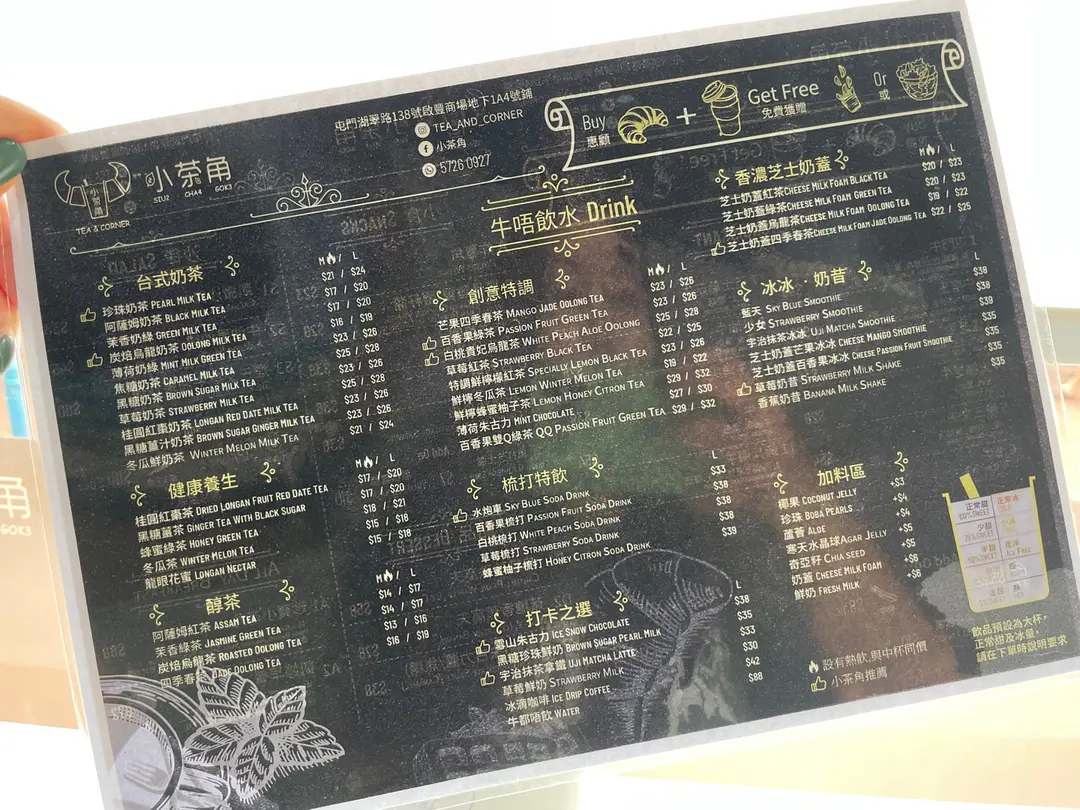 屯門湖翠路138號啟豐商場地下1A4號鋪
TEA_AND_CORNER
小茶角
5726 0927
小茶角
SIU2 CHA4 GOK3
TEA & CORNER
Buy + Get Free Or
惠顧 免費獲贈 或
牛唔飲水 Drink
台式奶茶 M / L
珍珠奶茶 PEARL MILK TEA $21 / $24
阿薩姆奶茶 BLACK MILK TEA $17 / $20
茉香奶綠 GREEN MILK TEA $17 / $20
炭焙烏龍奶茶 OOLONG MILK TEA $16 / $19
薄荷奶綠 MINT MILK GREEN TEA $23 / $26
焦糖奶茶 CARAMEL MILK TEA $25 / $28
黑糖奶茶 BROWN SUGAR MILK TEA $23 / $26
草莓奶茶 STRAWBERRY MILK TEA $25 / $28
桂圓紅棗奶茶 LONGAN RED DATE MILK TEA $23 / $26
黑糖薑汁奶茶 BROWN SUGAR GINGER MILK TEA $23 / $26
冬瓜鮮奶茶 WINTER MELON MILK TEA $21 / $24
健康養生 M / L
桂圓紅棗茶 DRIED LONGAN FRUIT RED DATE TEA $17 / $20
黑糖薑茶 GINGER TEA WITH BLACK SUGAR $17 / $20
蜂蜜綠茶 HONEY GREEN TEA $18 / $21
冬瓜茶 WINTER MELON TEA $15 / $18
龍眼花蜜 LONGAN NECTAR $15 / $18
醇茶 M / L
阿薩姆紅茶 ASSAM TEA $14 / $17
茉香綠茶 JASMINE GREEN TEA $14 / $17
炭焙烏龍茶 ROASTED OOLONG TEA $13 / $16
四季春 JADE OOLONG TEA $16 / $19
創意特調 M / L
芒果四季春茶 MANGO JADE OOLONG TEA $23 / $26
百香果綠茶 PASSION FRUIT GREEN TEA $23 / $26
白桃貴妃烏龍茶 WHITE PEACH ALOE OOLONG $25 / $28
草莓紅茶 STRAWBERRY BLACK TEA $23 / $26
特調鮮檸檬紅茶 SPECIALLY LEMON BLACK TEA $22 / $25
鮮檸冬瓜茶 LEMON WINTER MELON TEA $23 / $26
鮮檸蜂蜜柚子茶 LEMON HONEY CITRON TEA $19 / $22
薄荷朱古力 MINT CHOCOLATE $29 / $32
百香果雙Q綠茶 QQ PASSION FRUIT GREEN TEA $27 / $30
$29 / $32
梳打特飲 L
水炮車 SKY BLUE SODA DRINK $33
百香果梳打 PASSION FRUIT SODA DRINK $38
白桃梳打 WHITE PEACH SODA DRINK $38
草莓梳打 STRAWBERRY SODA DRINK $38
蜂蜜柚子梳打 HONEY CITRON SODA DRINK $39
打卡之選 L
雪山朱古力 ICE SNOW CHOCOLATE $38
黑糖珍珠鮮奶 BROWN SUGAR PEARL MILK $35
宇治抹茶拿鐵 UJI MATCHA LATTE $33
草莓鮮奶 STRAWBERRY MILK $30
冰滴咖啡 ICE DRIP COFFEE $42
牛都唔飲 WATER $88
香濃芝士奶蓋 M / L
芝士奶蓋紅茶 CHEESE MILK FOAM BLACK TEA $20 / $23
芝士奶蓋綠茶 CHEESE MILK FOAM GREEN TEA $20 / $23
芝士奶蓋烏龍茶 CHEESE MILK FOAM OOLONG TEA $19 / $22
芝士奶蓋四季春茶 CHEESE MILK FOAM JADE OOLONG TEA $22 / $25
冰冰・奶昔 L
藍天 SKY BLUE SMOOTHIE $38
少女 STRAWBERRY SMOOTHIE $38
宇治抹茶冰冰 UJI MATCHA SMOOTHIE $38
芝士奶蓋芒果冰冰 CHEESE MANGO SMOOTHIE $39
芝士奶蓋百香果冰冰 CHEESE PASSION FRUIT SMOOTHIE $38
草莓奶昔 STRAWBERRY MILK SHAKE $35
香蕉奶昔 BANANA MILK SHAKE $35
加料區
椰果 COCONUT JELLY +$3
珍珠 BOBA PEARLS +$4
蘆薈 ALOE +$4
寒天水晶球 AGAR JELLY +$5
奇亞籽 CHIA SEED +$5
奶蓋 CHEESE MILK FOAM +$6
鮮奶 FRESH MILK +$6
正常甜 正常冰
100% SWEET
少甜
半糖
飲品預設為大杯,
正常甜及冰量,
請在下單時說明要求
設有熱飲,與中杯同價
小茶角推薦
角
GOK3